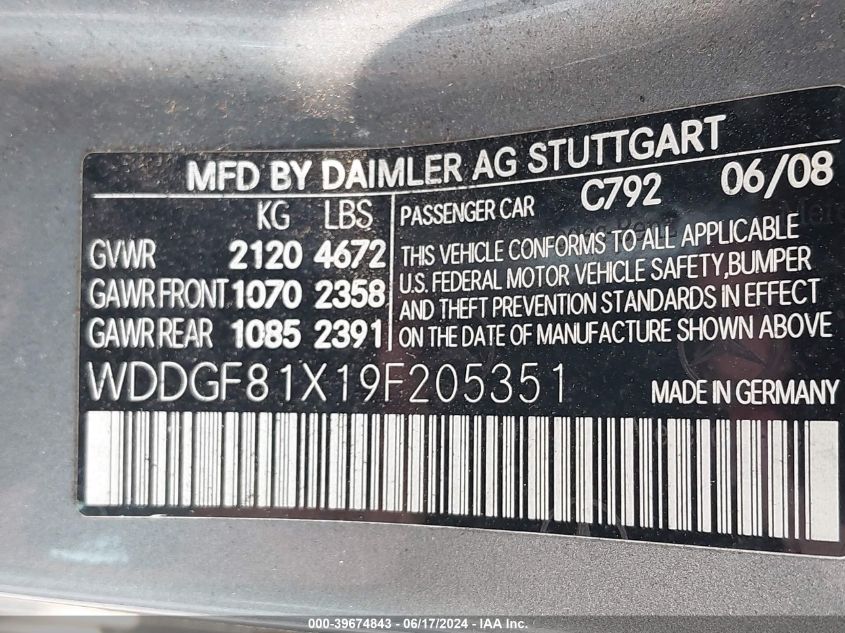 MFD BY DAIMLER AG STUTTGART
C792 06/08
KG LBS
PASSENGER CAR
GVWR 2120 4672
GAWR FRONT 1070 2358
GAWR REAR 1085 2391
THIS VEHICLE CONFORMS TO ALL APPLICABLE
U.S. FEDERAL MOTOR VEHICLE SAFETY,BUMPER
AND THEFT PREVENTION STANDARDS IN EFFECT
ON THE DATE OF MANUFACTURE SHOWN ABOVE
WDDGF81X19F205351
MADE IN GERMANY
000-39674843 - 06/17/2024 - IAA Inc.